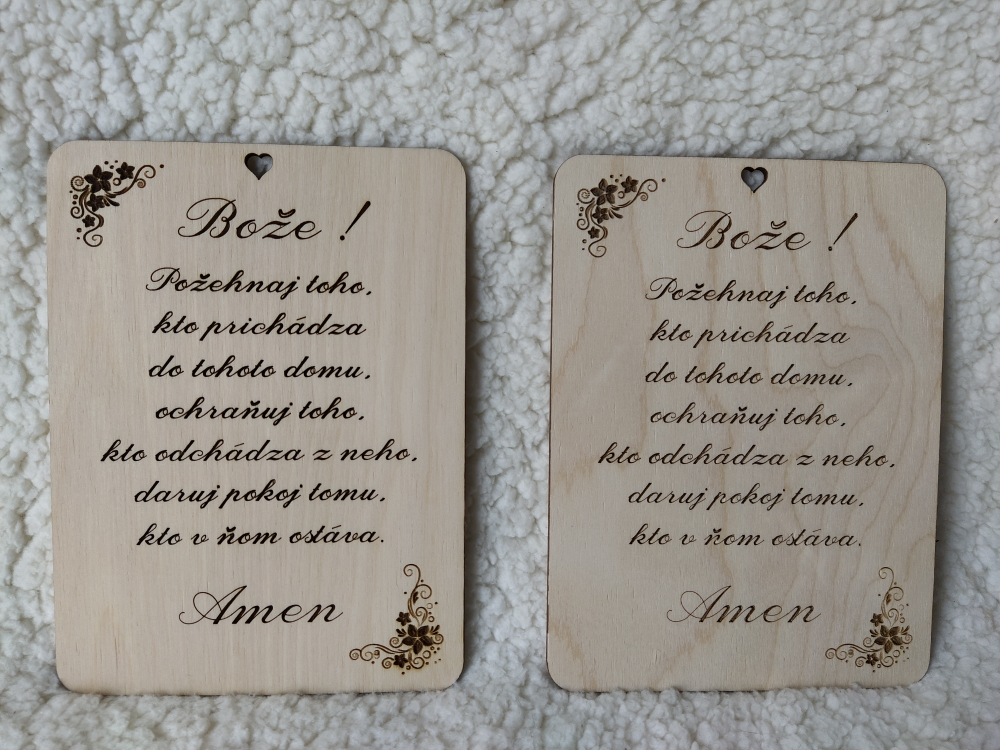 Bože !
Požehnaj toho,
kto prichádza
do tohoto domu,
ochraňuj toho,
kto odchádza z neho,
daruj pokoj tomu,
kto v ňom ostáva.
Amen
Bože !
Požehnaj toho,
kto prichádza
do tohoto domu,
ochraňuj toho,
kto odchádza z neho,
daruj pokoj tomu,
kto v ňom ostáva.
Amen